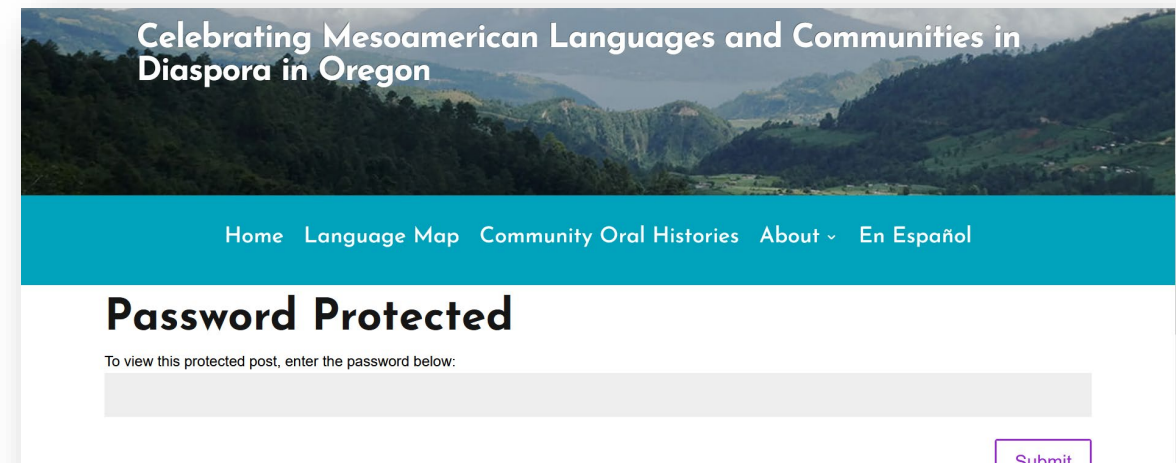 Celebrating Mesoamerican Languages and Communities in
Diaspora in Oregon
Home Language Map Community Oral Histories About En Español
Password Protected
To view this protected post, enter the password below:
Submit